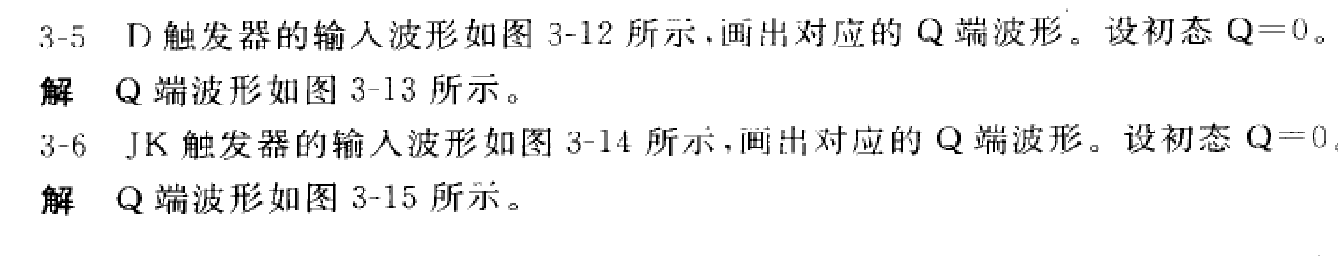 3-5 D 触发器的输入波形如图 3-12 所示,画出对应的 Q 端波形。设初态 Q=0。
解 Q 端波形如图 3-13 所示。
3-6 JK 触发器的输入波形如图 3-14 所示,画出对应的 Q 端波形。设初态 Q=0。
解 Q 端波形如图 3-15 所示。